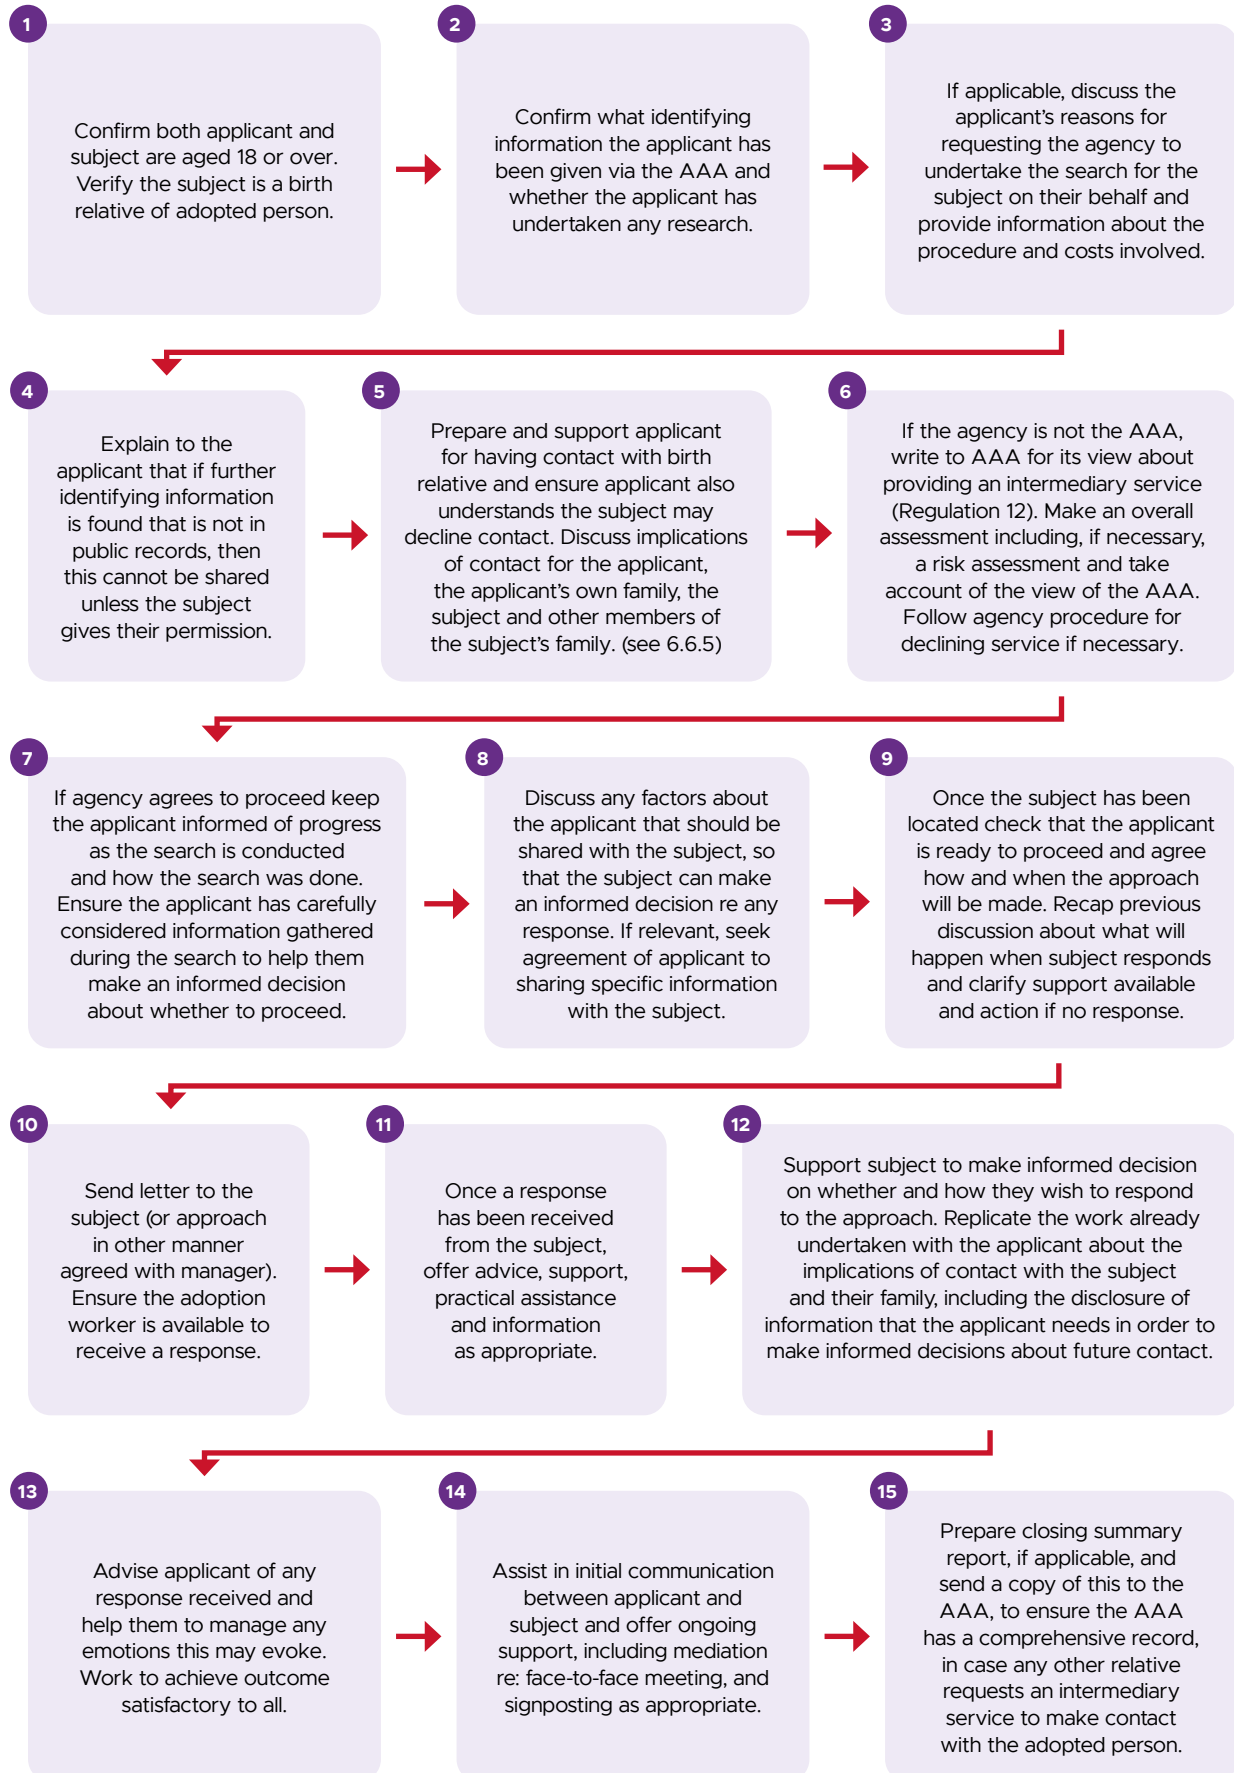 1
Confirm both applicant and
subject are aged 18 or over.
Verify the subject is a birth
relative of adopted person.
2
Confirm what identifying
information the applicant has
been given via the AAA and
whether the applicant has
undertaken any research.
3
If applicable, discuss the
applicant’s reasons for
requesting the agency to
undertake the search for the
subject on their behalf and
provide information about the
procedure and costs involved.
4
Explain to the
applicant that if further
identifying information
is found that is not in
public records, then
this cannot be shared
unless the subject
gives their permission.
5
Prepare and support applicant
for having contact with birth
relative and ensure applicant also
understands the subject may
decline contact. Discuss implications
of contact for the applicant,
the applicant’s own family, the
subject and other members of
the subject’s family. (see 6.6.5)
6
If the agency is not the AAA,
write to AAA for its view about
providing an intermediary service
(Regulation 12). Make an overall
assessment including, if necessary,
a risk assessment and take
account of the view of the AAA.
Follow agency procedure for
declining service if necessary.
7
If agency agrees to proceed keep
the applicant informed of progress
as the search is conducted
and how the search was done.
Ensure the applicant has carefully
considered information gathered
during the search to help them
make an informed decision
about whether to proceed.
8
Discuss any factors about
the applicant that should be
shared with the subject, so
that the subject can make
an informed decision re any
response. If relevant, seek
agreement of applicant to
sharing specific information
with the subject.
9
Once the subject has been
located check that the applicant
is ready to proceed and agree
how and when the approach
will be made. Recap previous
discussion about what will
happen when subject responds
and clarify support available
and action if no response.
10
Send letter to the
subject (or approach
in other manner
agreed with manager).
Ensure the adoption
worker is available to
receive a response.
11
Once a response
has been received
from the subject,
offer advice, support,
practical assistance
and information
as appropriate.
12
Support subject to make informed decision
on whether and how they wish to respond
to the approach. Replicate the work already
undertaken with the applicant about the
implications of contact with the subject
and their family, including the disclosure of
information that the applicant needs in order to
make informed decisions about future contact.
13
Advise applicant of any
response received and
help them to manage any
emotions this may evoke.
Work to achieve outcome
satisfactory to all.
14
Assist in initial communication
between applicant and
subject and offer ongoing
support, including mediation
re: face-to-face meeting, and
signposting as appropriate.
15
Prepare closing summary
report, if applicable, and
send a copy of this to the
AAA, to ensure the AAA
has a comprehensive record,
in case any other relative
requests an intermediary
service to make contact
with the adopted person.